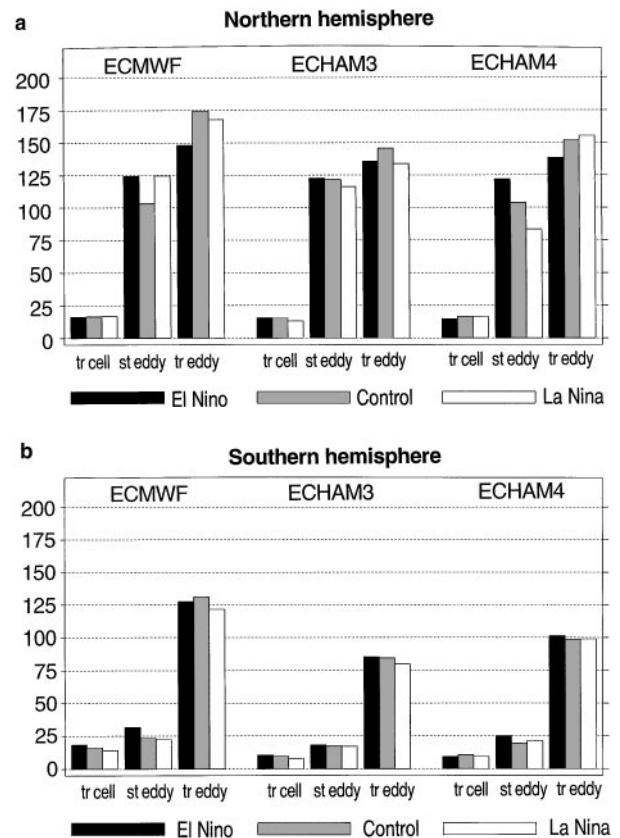 a
Northern hemisphere
ECMWF ECHAM3 ECHAM4
200
175
150
125
100
75
50
25
0
tr cell st eddy tr eddy tr cell st eddy tr eddy tr cell st eddy tr eddy
El Nino Control La Nina
b
Southern hemisphere
ECMWF ECHAM3 ECHAM4
200
175
150
125
100
75
50
25
0
tr cell st eddy tr eddy tr cell st eddy tr eddy tr cell st eddy tr eddy
El Nino Control La Nina